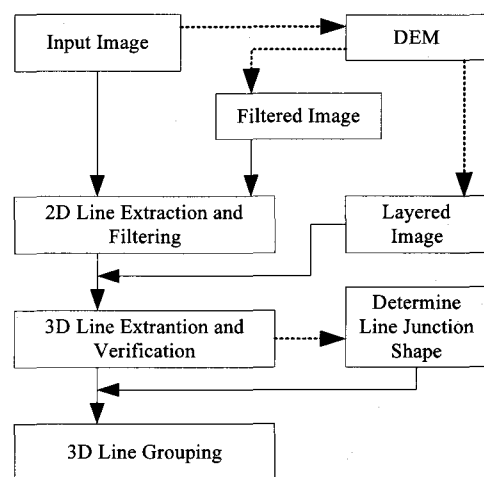 Input Image
DEM
Filtered Image
2D Line Extraction and
Filtering
Layered
Image
3D Line Extrantion and
Verification
Determine
Line Junction
Shape
3D Line Grouping